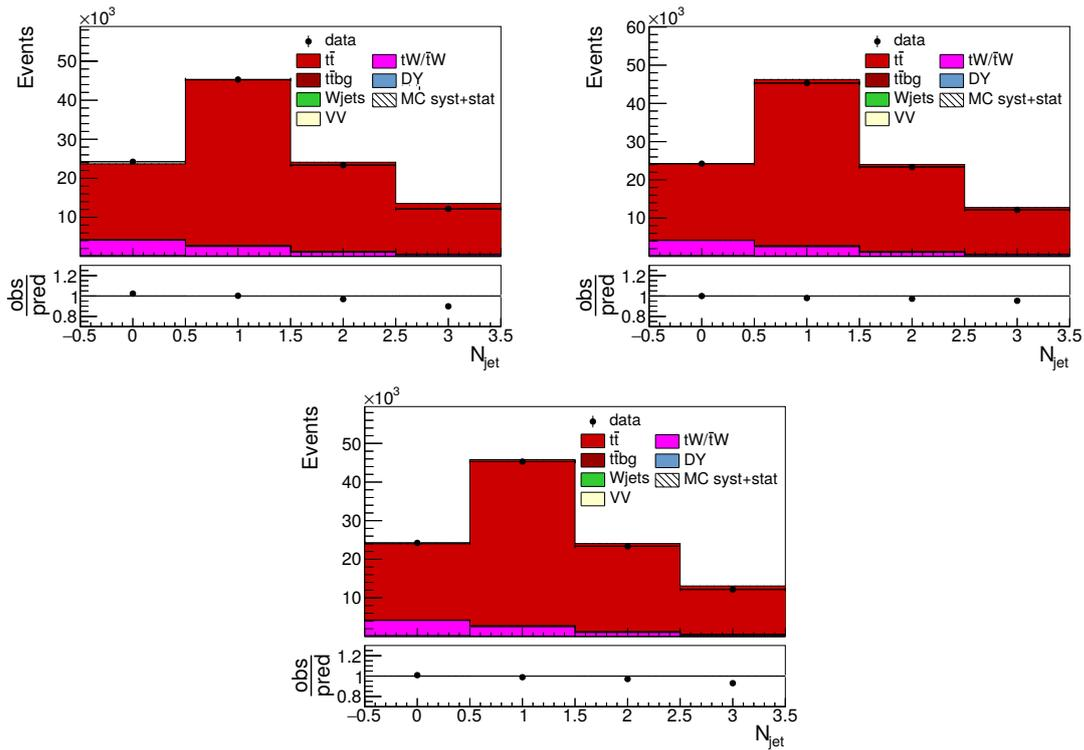 ×10³
Events
50
40
30
20
10
data
tt̄
tW/t̄W
tt̄bg
DY
Wjets
MC syst+stat
VV
obs
pred
1.2
1
0.8
−0.5 0 0.5 1 1.5 2 2.5 3 3.5
N_jet
×10³
Events
60
50
40
30
20
10
data
tt̄
tW/t̄W
tt̄bg
DY
Wjets
MC syst+stat
VV
obs
pred
1.2
1
0.8
−0.5 0 0.5 1 1.5 2 2.5 3 3.5
N_jet
×10³
Events
50
40
30
20
10
data
tt̄
tW/t̄W
tt̄bg
DY
Wjets
MC syst+stat
VV
obs
pred
1.2
1
0.8
−0.5 0 0.5 1 1.5 2 2.5 3 3.5
N_jet